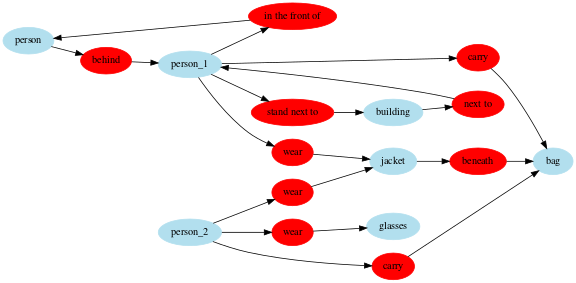 in the front of
person
behind
person_1
carry
stand next to
building
next to
wear
jacket
beneath
bag
wear
person_2
wear
glasses
carry